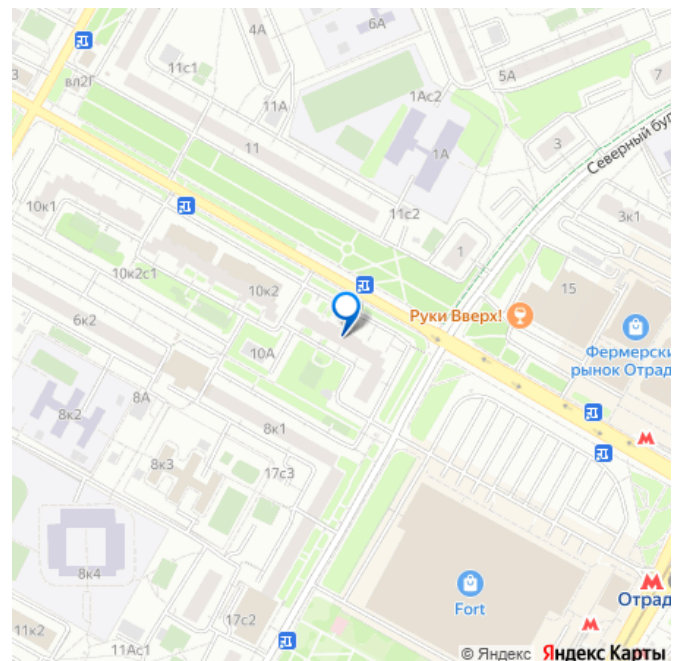 4А
6А
11с1
5А
7
3
вл2Г
11А
1Ас2
11
1А
3
Северный бул
10к1
11с2
3к1
1
10к2с1
10к2
15
Руки Вверх!
6к2
10А
Фермерски
рынок Отрад
8А
8к2
8к1
8к3
17с3
8к4
Fort
Отрад
17с2
11к2
11Ас1
© Яндекс Яндекс Карты